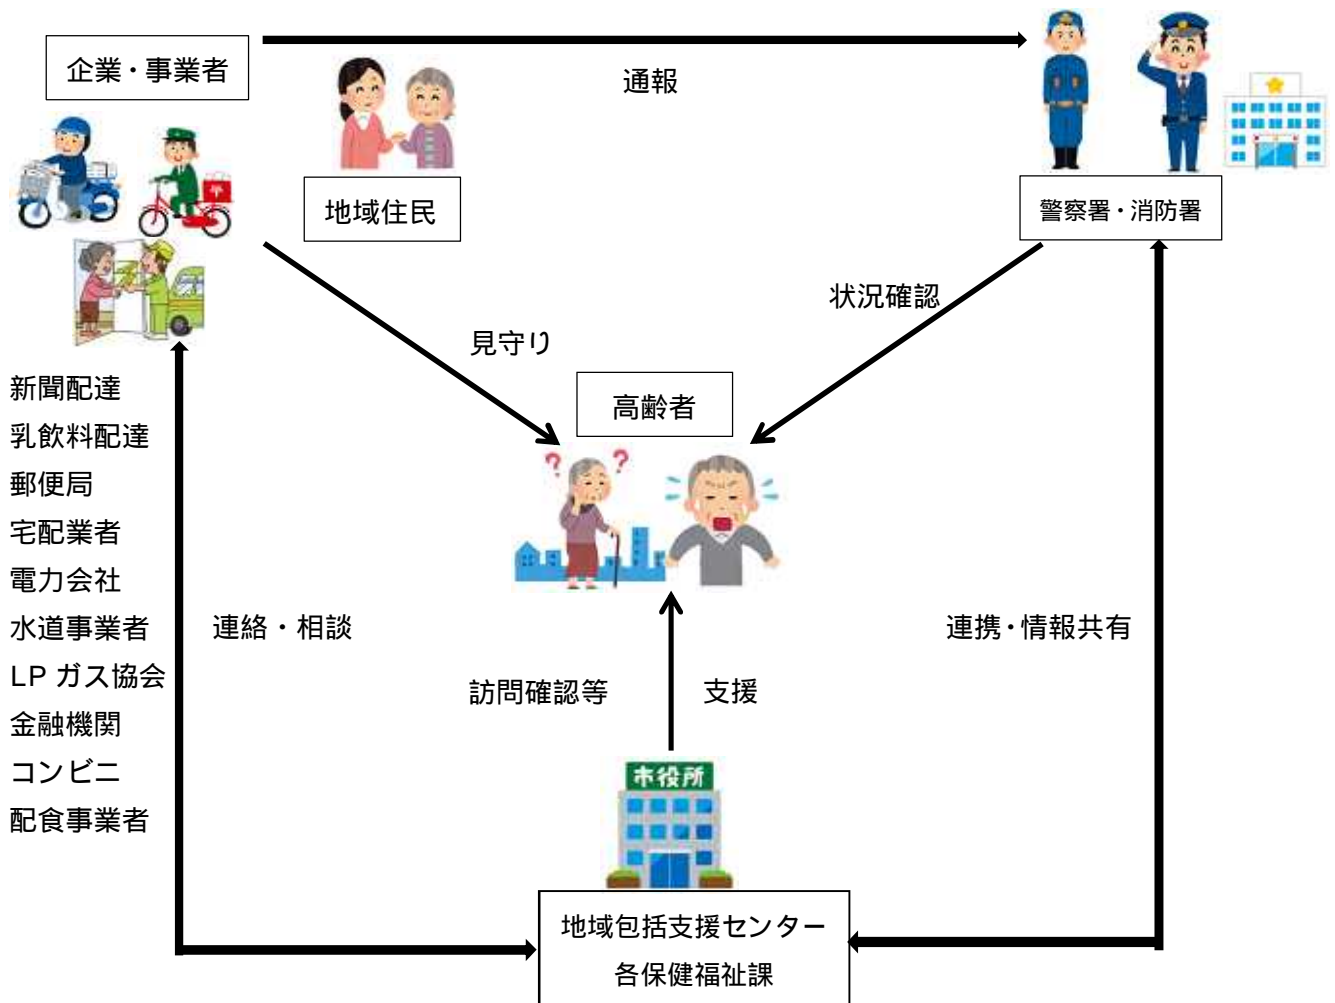 企業・事業者
通報
地域住民
警察署・消防署
状況確認
見守り
高齢者
? ?
新聞配達
乳飲料配達
郵便局
宅配業者
電力会社
水道事業者
LP ガス協会
金融機関
コンビニ
配食事業者
連絡・相談
連携・情報共有
訪問確認等
支援
市役所
地域包括支援センター
各保健福祉課
〒